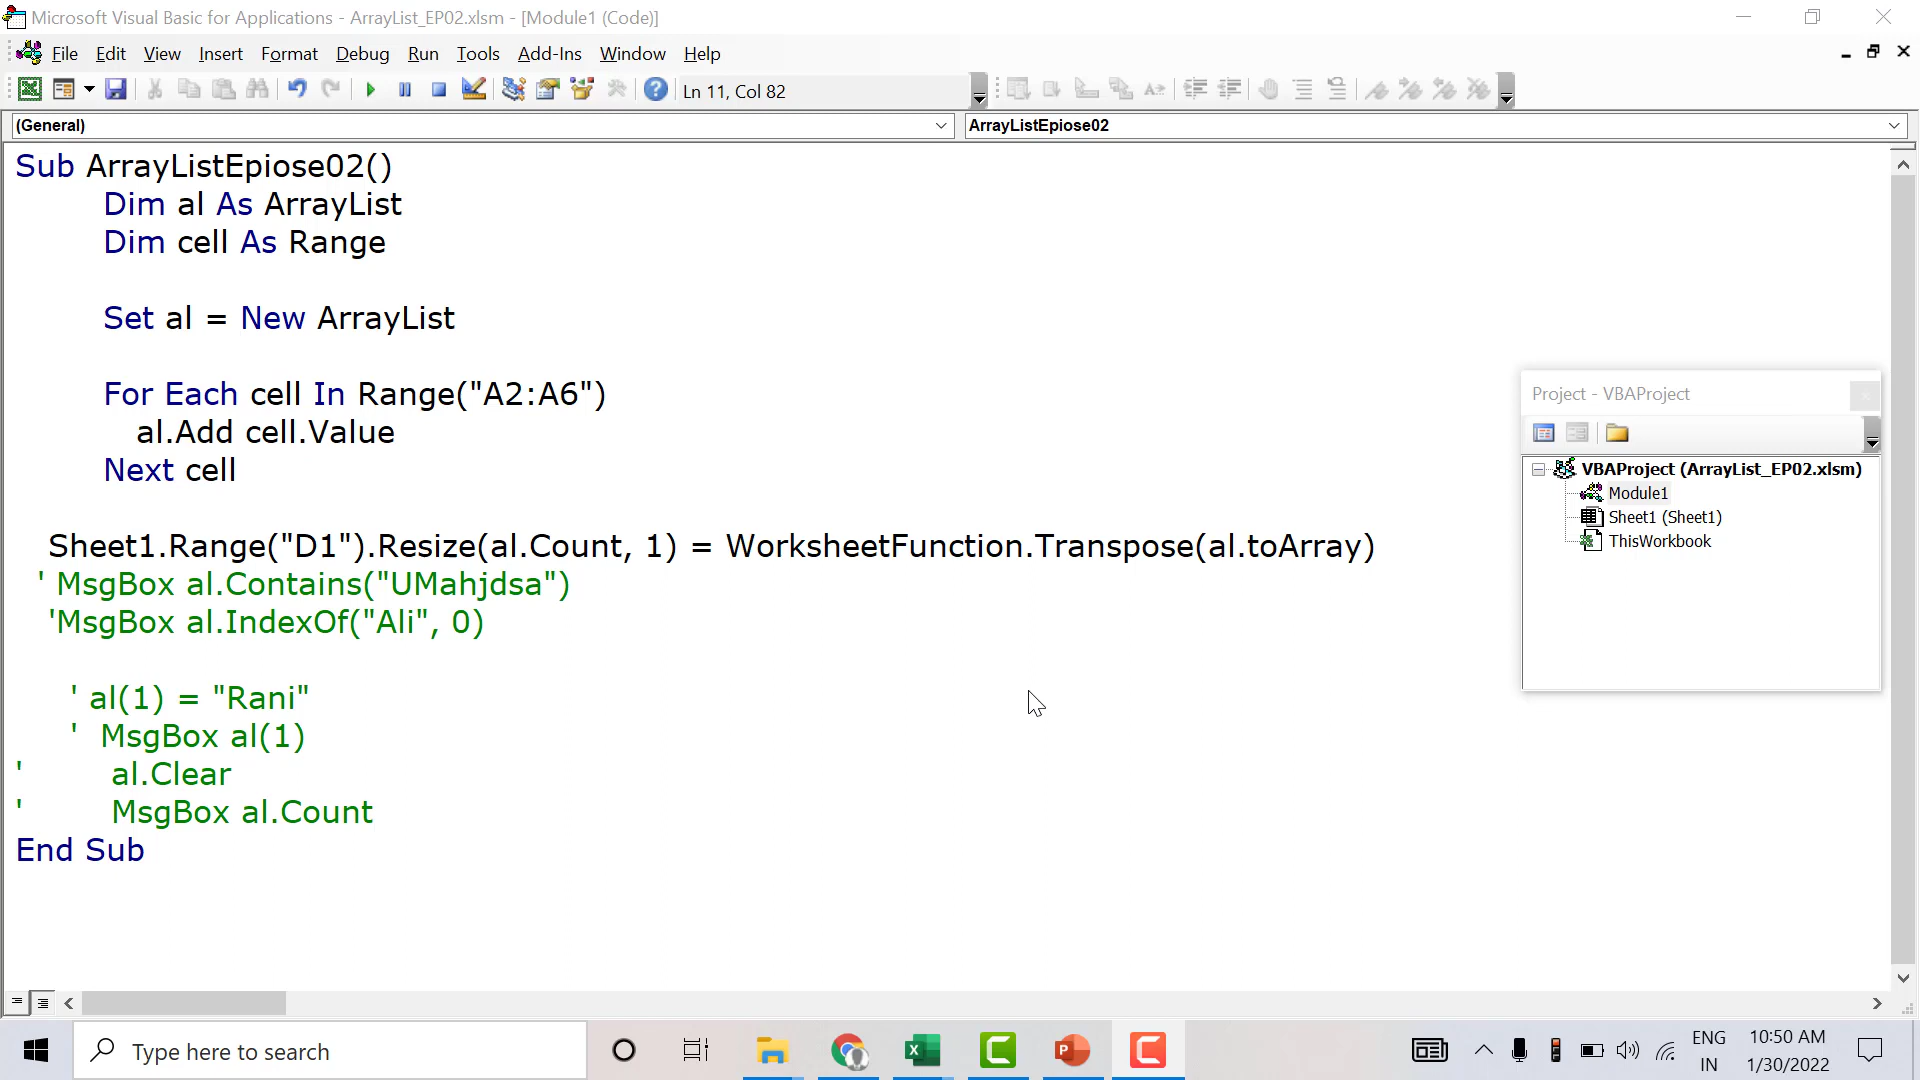 Microsoft Visual Basic for Applications - ArrayList_EP02.xlsm - [Module1 (Code)]
File Edit View Insert Format Debug Run Tools Add-Ins Window Help
Ln 11, Col 82
(General) ArrayListEpiose02
Sub ArrayListEpiose02()
Dim al As ArrayList
Dim cell As Range
Set al = New ArrayList
For Each cell In Range("A2:A6")
al.Add cell.Value
Next cell
Sheet1.Range("D1").Resize(al.Count, 1) = WorksheetFunction.Transpose(al.toArray)
' MsgBox al.Contains("UMahjdsa")
'MsgBox al.IndexOf("Ali", 0)
' al(1) = "Rani"
' MsgBox al(1)
' al.Clear
' MsgBox al.Count
End Sub
Project - VBAProject
VBAProject (ArrayList_EP02.xlsm)
Module1
Sheet1 (Sheet1)
ThisWorkbook
Type here to search
ENG
IN
10:50 AM
1/30/2022